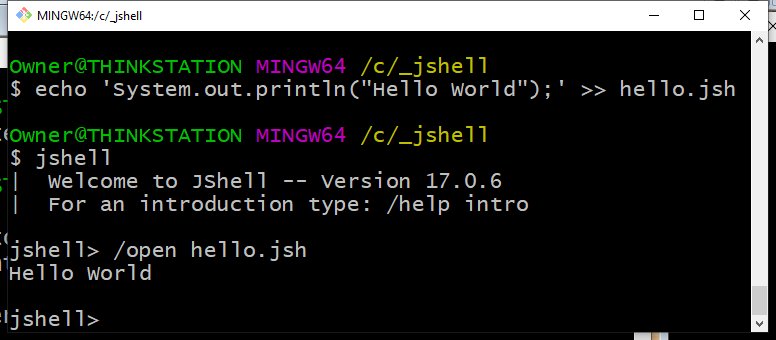 MINGW64:/c/_jshell
Owner@THINKSTATION MINGW64 /c/_jshell
$ echo 'System.out.println("Hello World");' >> hello.jsh
Owner@THINKSTATION MINGW64 /c/_jshell
$ jshell
|  Welcome to JShell -- Version 17.0.6
|  For an introduction type: /help intro
jshell> /open hello.jsh
Hello World
jshell>